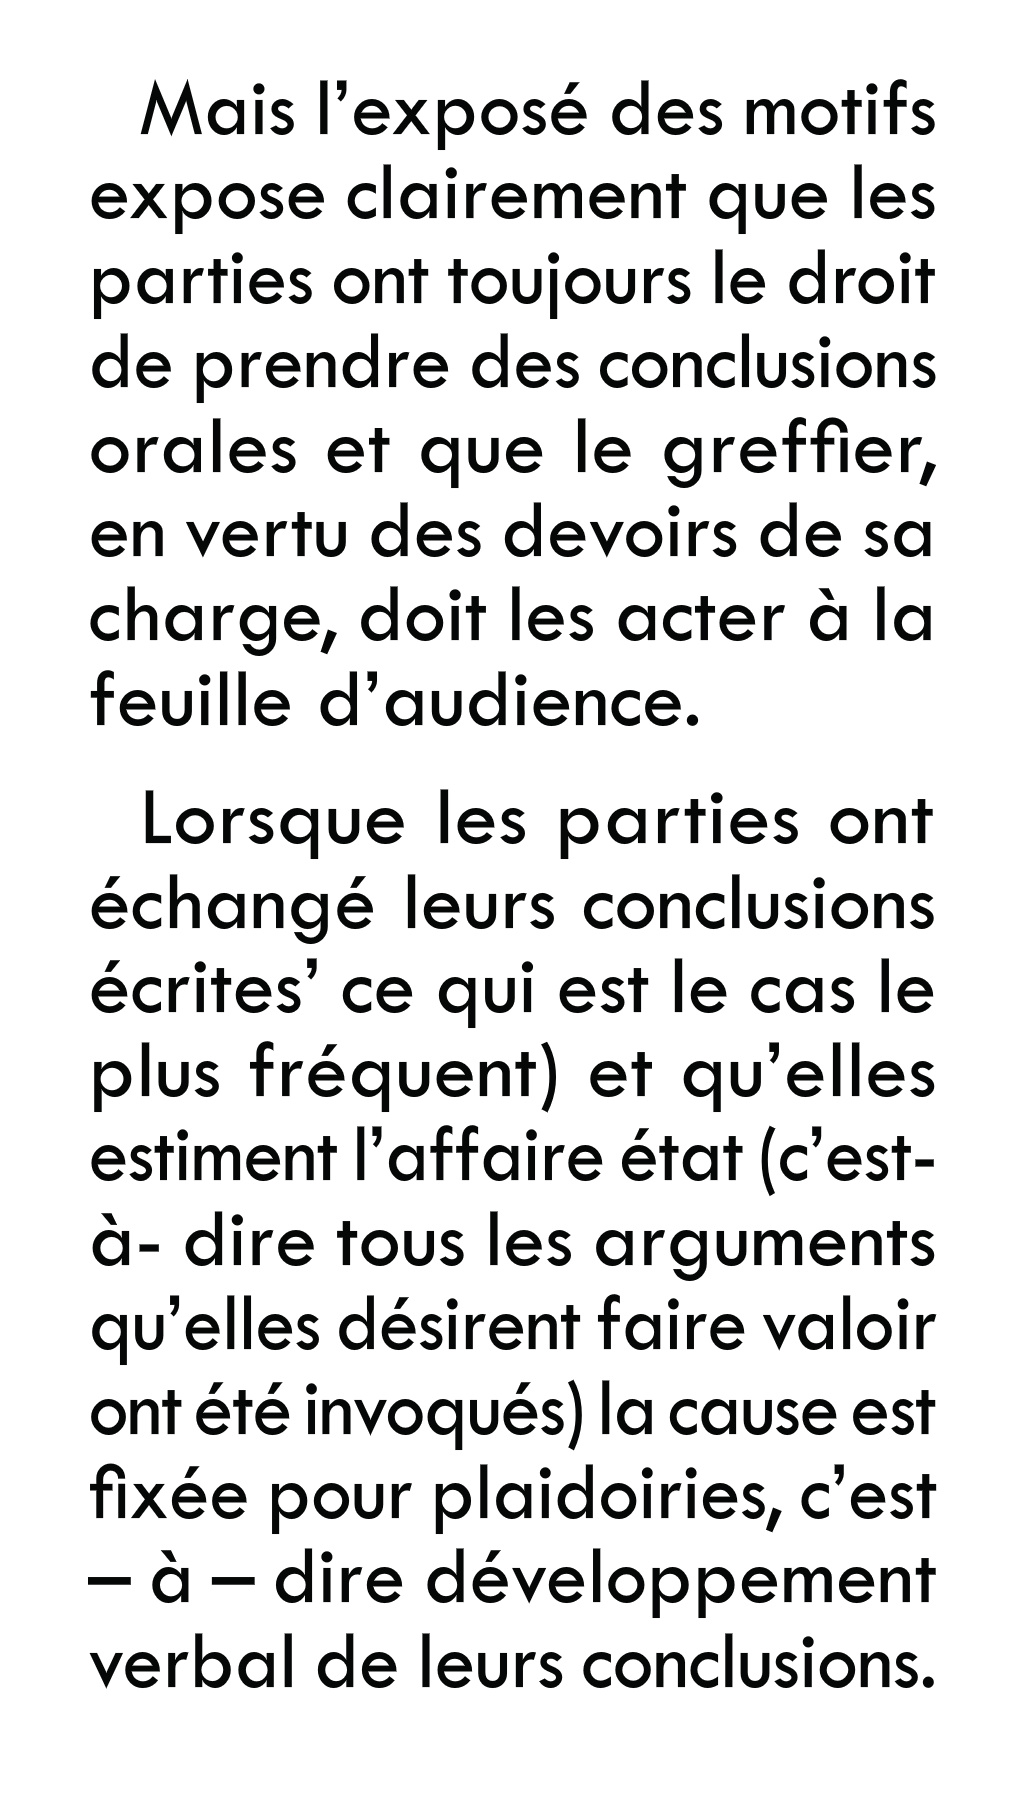 Mais l’exposé des motifs
expose clairement que les
parties ont toujours le droit
de prendre des conclusions
orales et que le greffier,
en vertu des devoirs de sa
charge, doit les acter à la
feuille d’audience.
Lorsque les parties ont
échangé leurs conclusions
écrites’ ce qui est le cas le
plus fréquent) et qu’elles
estiment l’affaire état (c’est-
à- dire tous les arguments
qu’elles désirent faire valoir
ont été invoqués) la cause est
fixée pour plaidoiries, c’est
– à – dire développement
verbal de leurs conclusions.